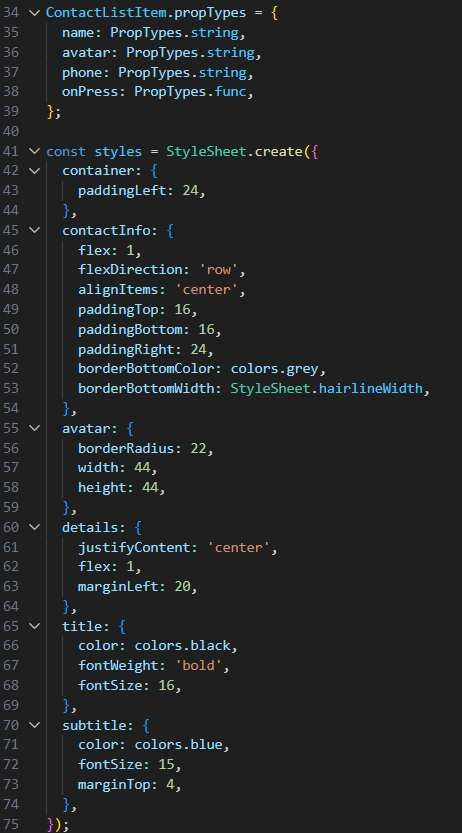 34 ContactListItem.propTypes = {
35   name: PropTypes.string,
36   avatar: PropTypes.string,
37   phone: PropTypes.string,
38   onPress: PropTypes.func,
39 };
40
41 const styles = StyleSheet.create({
42   container: {
43     paddingLeft: 24,
44   },
45   contactInfo: {
46     flex: 1,
47     flexDirection: 'row',
48     alignItems: 'center',
49     paddingTop: 16,
50     paddingBottom: 16,
51     paddingRight: 24,
52     borderBottomColor: colors.grey,
53     borderBottomWidth: StyleSheet.hairlineWidth,
54   },
55   avatar: {
56     borderRadius: 22,
57     width: 44,
58     height: 44,
59   },
60   details: {
61     justifyContent: 'center',
62     flex: 1,
63     marginLeft: 20,
64   },
65   title: {
66     color: colors.black,
67     fontWeight: 'bold',
68     fontSize: 16,
69   },
70   subtitle: {
71     color: colors.blue,
72     fontSize: 15,
73     marginTop: 4,
74   },
75 });